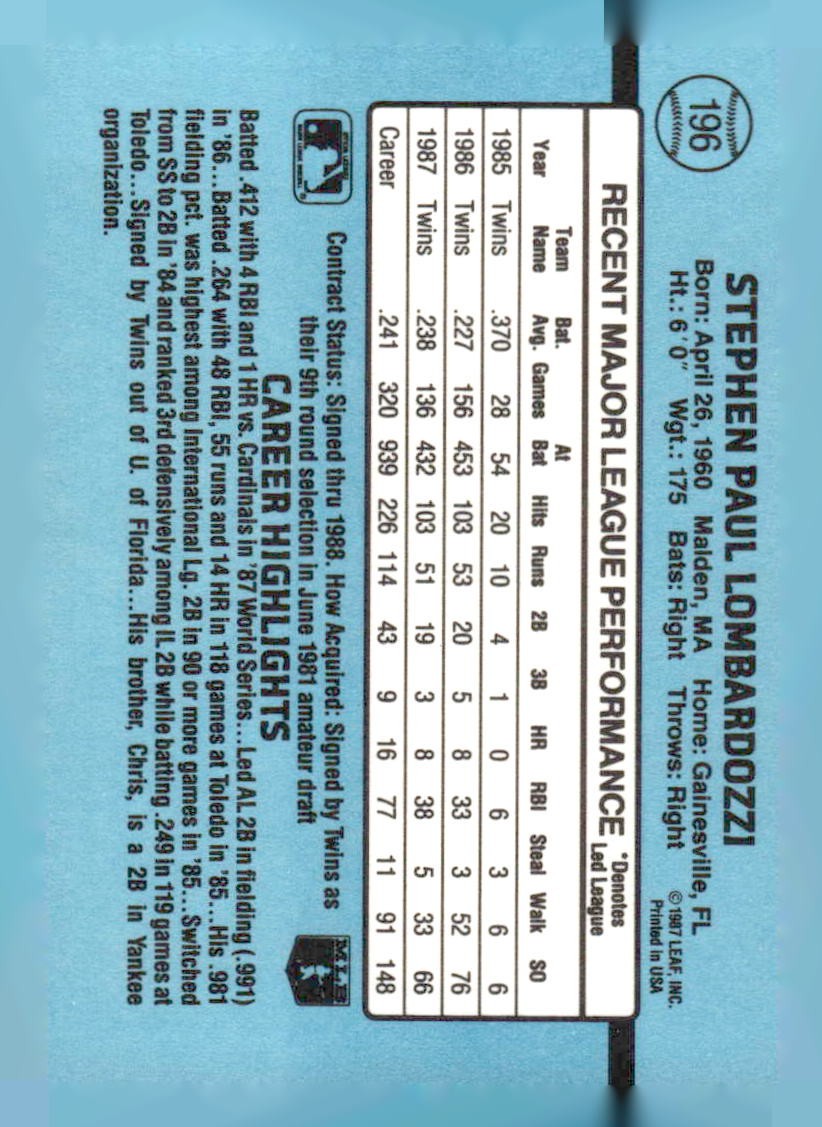 196
STEPHEN PAUL LOMBARDOZZI
Born: April 26, 1960 Malden, MA Home: Gainesville, FL
Ht.: 6'0" Wgt.: 175 Bats: Right Throws: Right
©1987 LEAF, INC.
Printed in USA
RECENT MAJOR LEAGUE PERFORMANCE *Denotes Led League
Year Team Name Bat. Avg. Games At Bat Hits Runs 2B 3B HR RBI Steal Walk SO
1985 Twins .370 28 54 20 10 4 1 0 6 3 6 6
1986 Twins .227 156 453 103 53 20 5 8 33 3 52 76
1987 Twins .238 136 432 103 51 19 3 8 38 5 33 66
Career .241 320 939 226 114 43 9 16 77 11 91 148
Contract Status: Signed thru 1988. How Acquired: Signed by Twins as
their 9th round selection in June 1981 amateur draft
MLB
CAREER HIGHLIGHTS
Batted .412 with 4 RBI and 1 HR vs. Cardinals in '87 World Series...Led AL 2B in fielding (.991)
in '86...Batted .264 with 48 RBI, 55 runs and 14 HR in 118 games at Toledo in '85...His .981
fielding pct. was highest among International Lg. 2B in 90 or more games in '85...Switched
from SS to 2B in '84 and ranked 3rd defensively among IL 2B while batting .249 in 119 games at
Toledo...Signed by Twins out of U. of Florida...His brother, Chris, is a 2B in Yankee
organization.